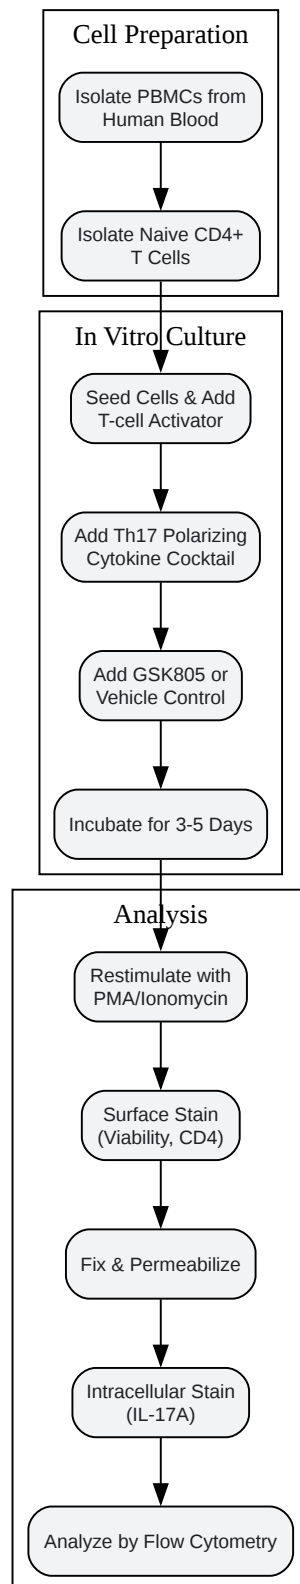 Cell Preparation
Isolate PBMCs from
Human Blood
Isolate Naive CD4+
T Cells
In Vitro Culture
Seed Cells & Add
T-cell Activator
Add Th17 Polarizing
Cytokine Cocktail
Add GSK805 or
Vehicle Control
Incubate for 3-5 Days
Analysis
Restimulate with
PMA/Ionomycin
Surface Stain
(Viability, CD4)
Fix & Permeabilize
Intracellular Stain
(IL-17A)
Analyze by Flow Cytometry